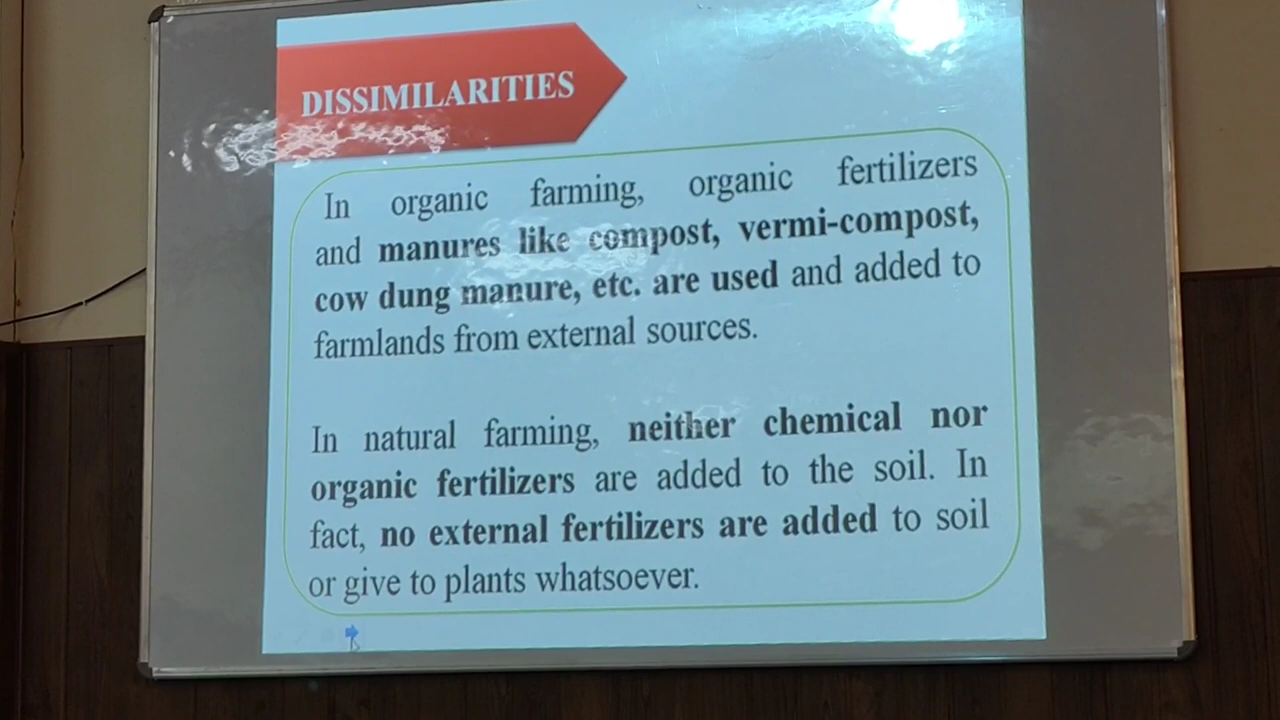 DISSIMILARITIES
In organic farming, organic fertilizers
and manures like compost, vermi-compost,
cow dung manure, etc. are used and added to
farmlands from external sources.
In natural farming, neither chemical nor
organic fertilizers are added to the soil. In
fact, no external fertilizers are added to soil
or give to plants whatsoever.